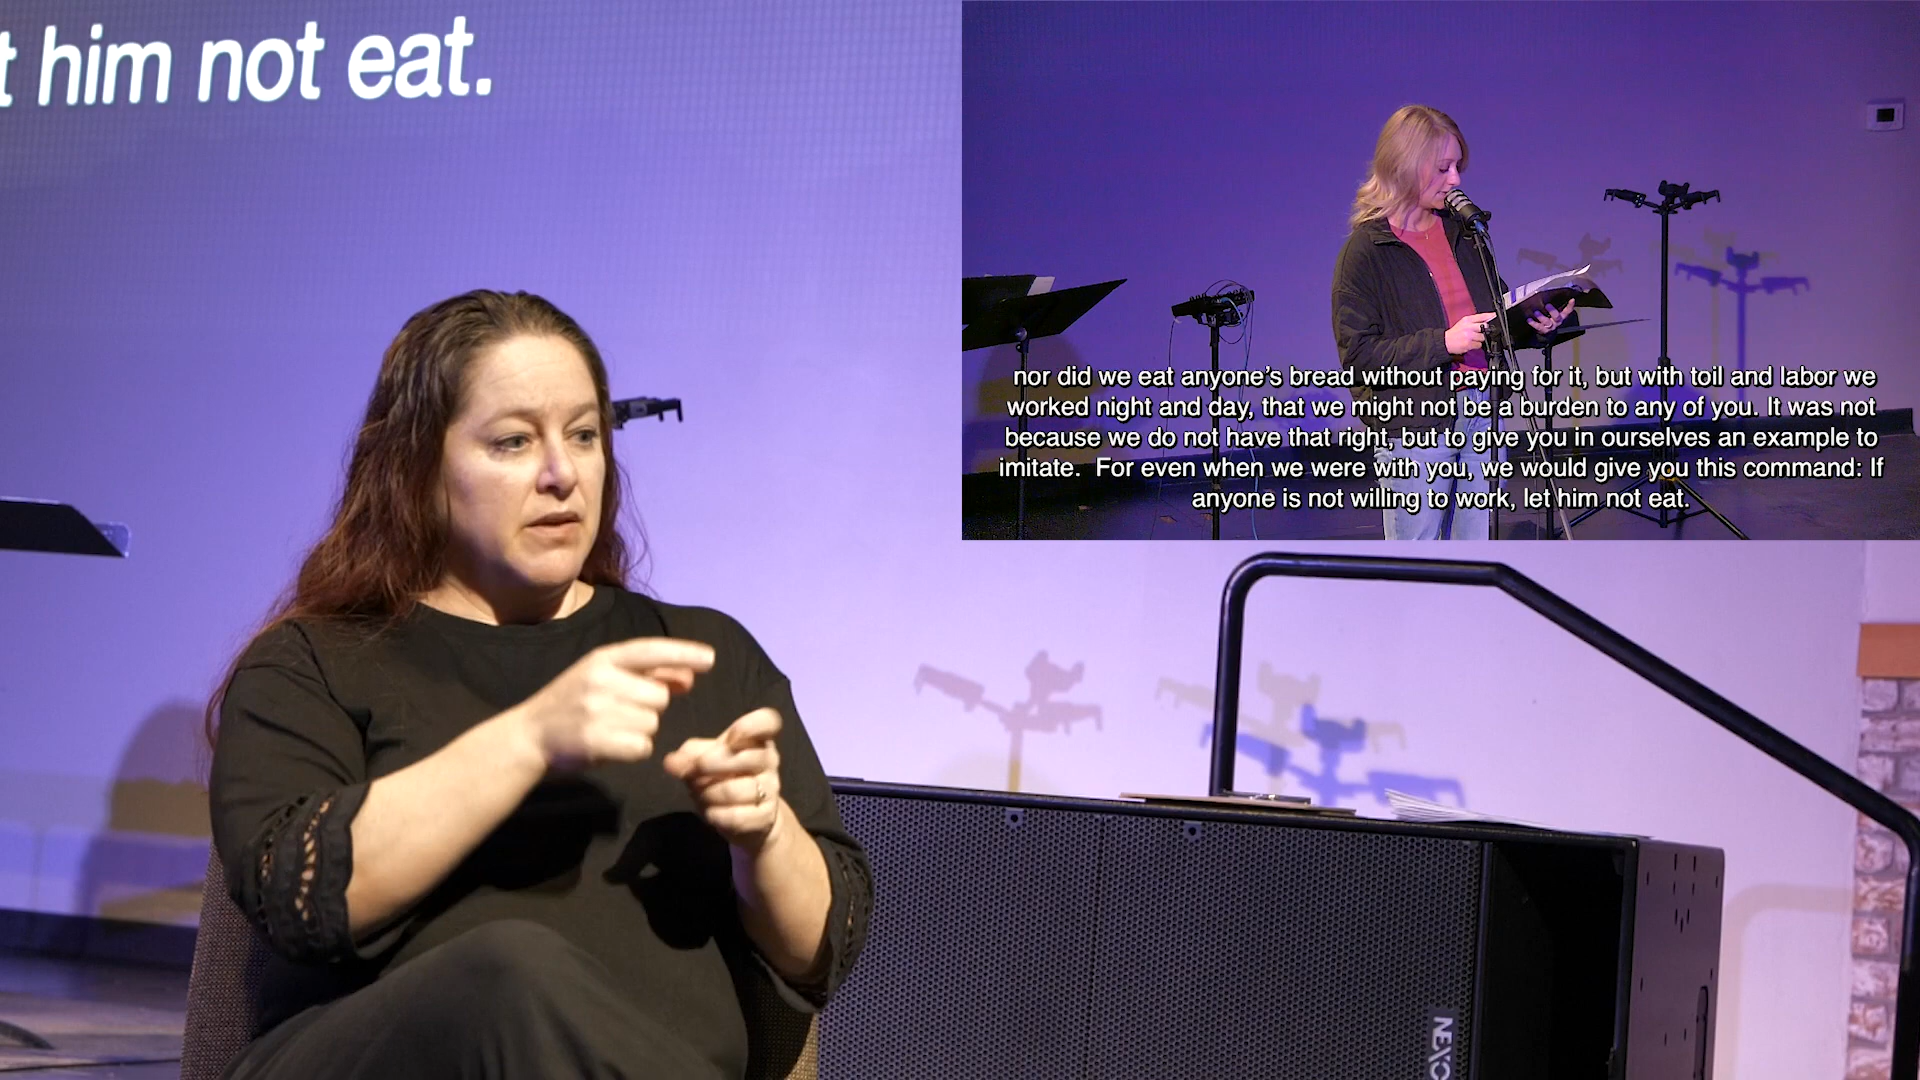 him not eat.
nor did we eat anyone's bread without paying for it, but with toil and labor we
worked night and day, that we might not be a burden to any of you. It was not
because we do not have that right, but to give you in ourselves an example to
imitate.  For even when we were with you, we would give you this command: If
anyone is not willing to work, let him not eat.
NEXO